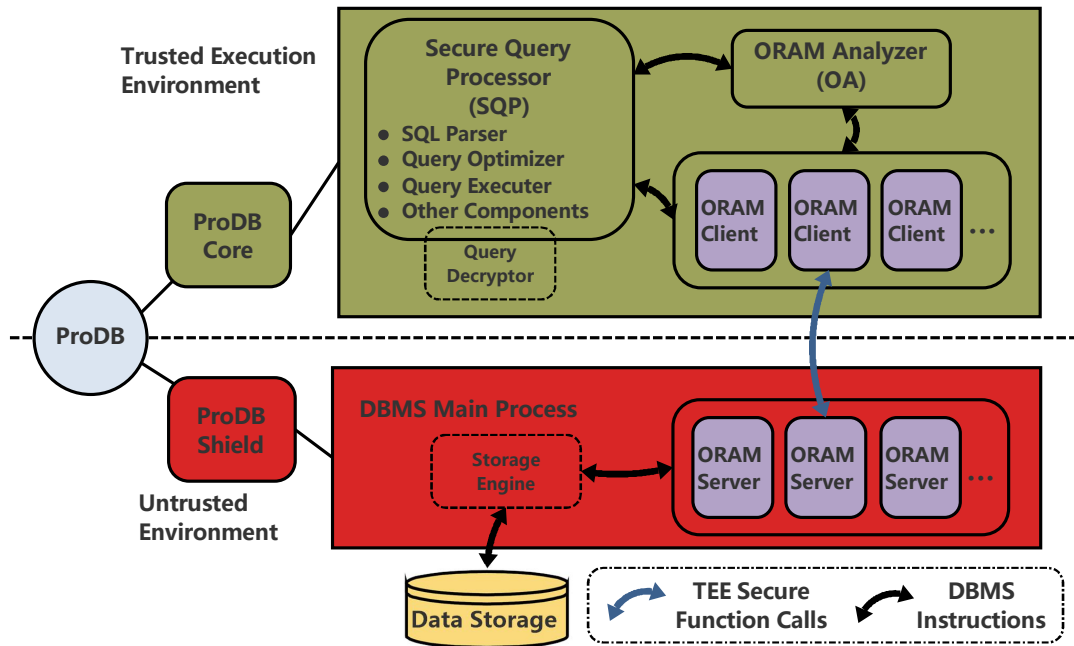 Trusted Execution
Environment
Secure Query
Processor
(SQP)
● SQL Parser
● Query Optimizer
● Query Executer
● Other Components
Query
Decryptor
ORAM Analyzer
(OA)
ORAM
Client
ORAM
Client
ORAM
Client
...
ProDB
Core
ProDB
ProDB
Shield
Untrusted
Environment
DBMS Main Process
Storage
Engine
ORAM
Server
ORAM
Server
ORAM
Server
...
Data Storage
TEE Secure
Function Calls
DBMS
Instructions